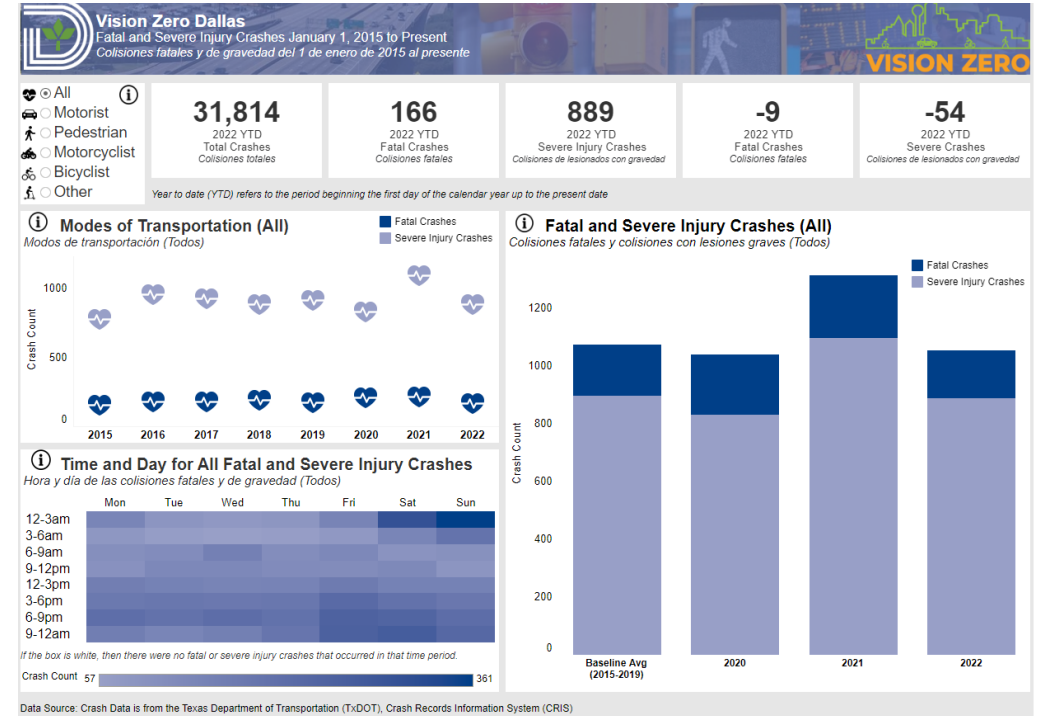 Vision Zero Dallas
Fatal and Severe Injury Crashes January 1, 2015 to Present
Colisiones fatales y de gravedad del 1 de enero de 2015 al presente
VISION ZERO
All
Motorist
Pedestrian
Motorcyclist
Bicyclist
Other
31,814
2022 YTD
Total Crashes
Colisiones totales
166
2022 YTD
Fatal Crashes
Colisiones fatales
889
2022 YTD
Severe Injury Crashes
Colisiones de lesionados con gravedad
-9
2022 YTD
Fatal Crashes
Colisiones fatales
-54
2022 YTD
Severe Crashes
Colisiones de lesionados con gravedad
Year to date (YTD) refers to the period beginning the first day of the calendar year up to the present date
Modes of Transportation (All)
Modos de transportación (Todos)
Fatal Crashes
Severe Injury Crashes
Crash Count
1000
500
0
2015 2016 2017 2018 2019 2020 2021 2022
Time and Day for All Fatal and Severe Injury Crashes
Hora y día de las colisiones fatales y de gravedad (Todos)
Mon Tue Wed Thu Fri Sat Sun
12-3am
3-6am
6-9am
9-12pm
12-3pm
3-6pm
6-9pm
9-12am
If the box is white, then there were no fatal or severe injury crashes that occurred in that time period.
Crash Count 57 361
Fatal and Severe Injury Crashes (All)
Colisiones fatales y colisiones con lesiones graves (Todos)
Fatal Crashes
Severe Injury Crashes
Crash Count
1200
1000
800
600
400
200
0
Baseline Avg 2020 2021 2022
(2015-2019)
Data Source: Crash Data is from the Texas Department of Transportation (TxDOT), Crash Records Information System (CRIS)